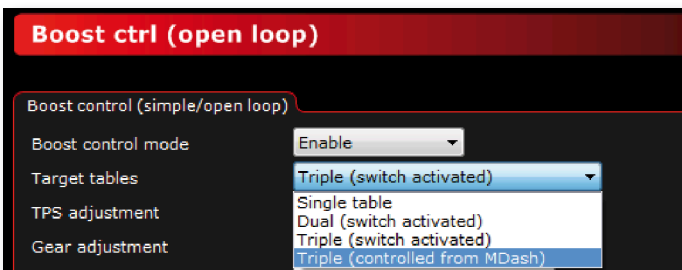 Boost ctrl (open loop)
Boost control (simple/open loop)
Boost control mode Enable
Target tables Triple (switch activated)
Single table
TPS adjustment Dual (switch activated)
Triple (switch activated)
Gear adjustment Triple (controlled from MDash)